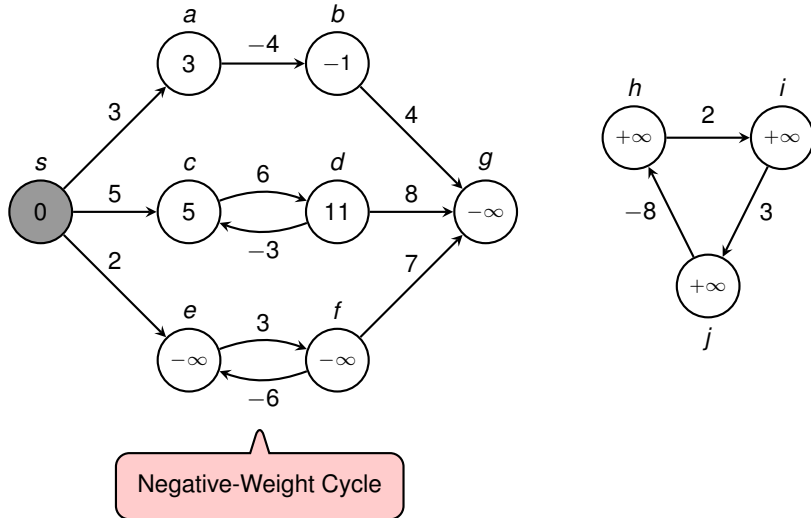 a b
3 −4 −1
3 4
h 2 i
+∞ +∞
s c 6 d g
0 5 5 11 8 −∞
−3
−8 3
2 7
e 3 f
−∞ −∞
−6
+∞
j
Negative-Weight Cycle